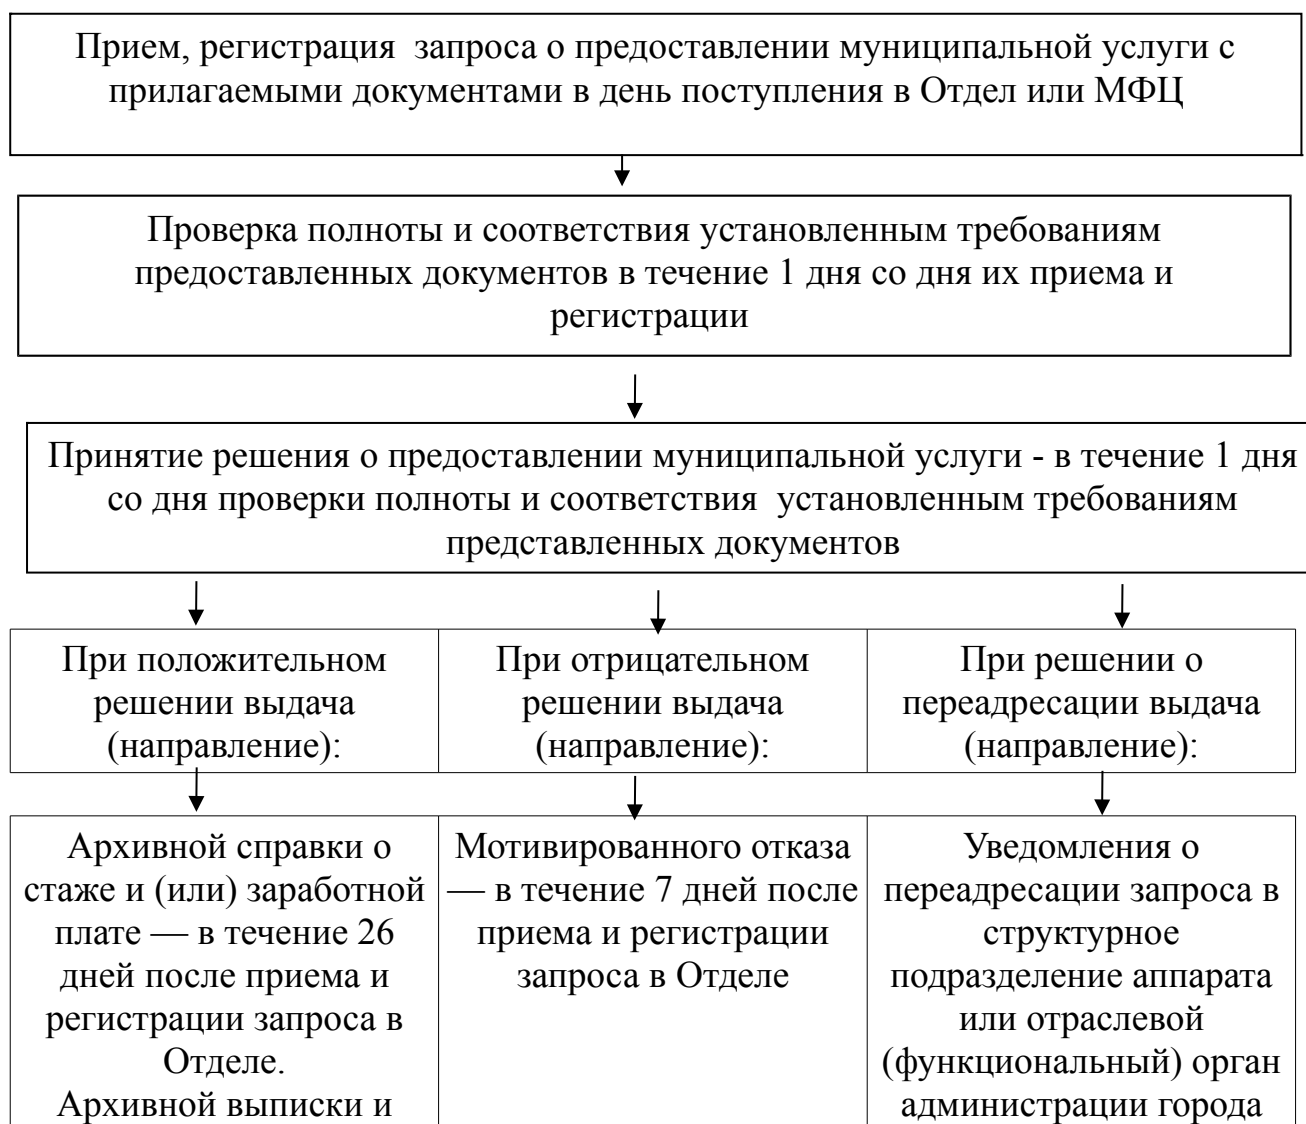 Прием, регистрация  запроса о предоставлении муниципальной услуги с
прилагаемыми документами в день поступления в Отдел или МФЦ
Проверка полноты и соответствия установленным требованиям
предоставленных документов в течение 1 дня со дня их приема и
регистрации
Принятие решения о предоставлении муниципальной услуги - в течение 1 дня
со дня проверки полноты и соответствия  установленным требованиям
представленных документов
При положительном
решении выдача
(направление):
При отрицательном
решении выдача
(направление):
При решении о
переадресации выдача
(направление):
Архивной справки о
стаже и (или) заработной
плате — в течение 26
дней после приема и
регистрации запроса в
Отделе.
Архивной выписки и
Мотивированного отказа
— в течение 7 дней после
приема и регистрации
запроса в Отделе
Уведомления о
переадресации запроса в
структурное
подразделение аппарата
или отраслевой
(функциональный) орган
администрации города